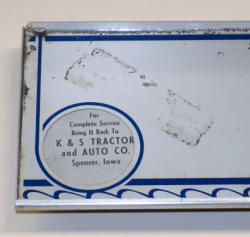 For
Complete Service
Bring It Back To
K & S TRACTOR
and AUTO CO.
Spencer, Iowa